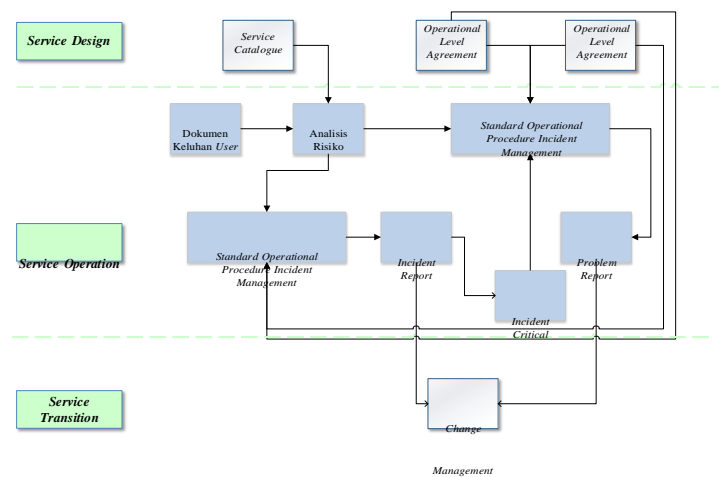 Service Design
Service
Catalogue
Operational
Level
Agreement
Operational
Level
Agreement
Dokumen
Keluhan User
Analisis
Risiko
Standard Operational
Procedure Incident
Management
Service Operation
Standard Operational
Procedure Incident
Management
Incident
Report
Problem
Report
Incident
Critical
Service
Transition
Change
Management